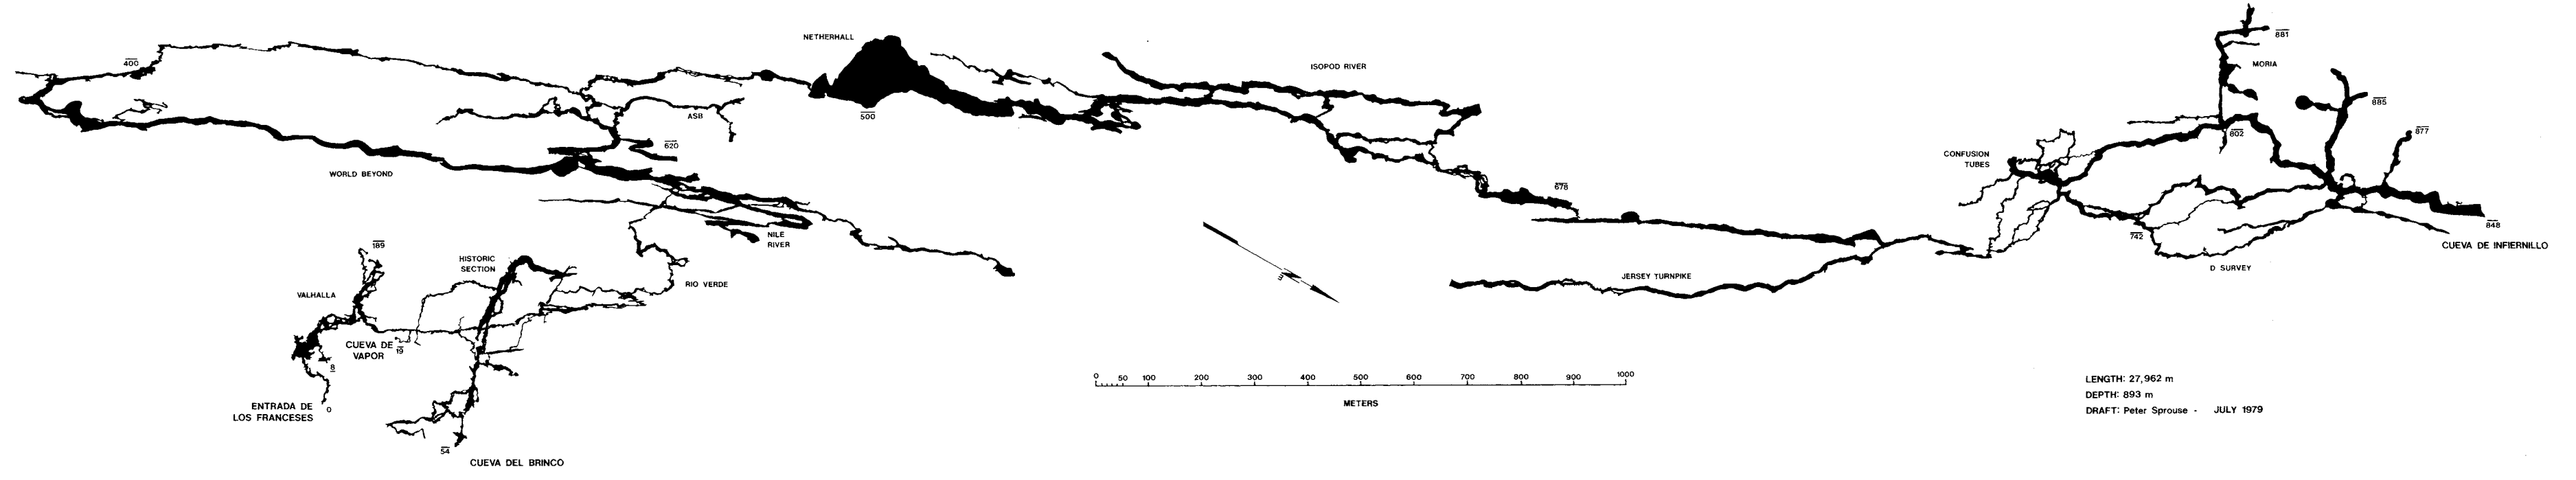 400
NETHERHALL
500
ISOPOD RIVER
881
MORIA
885
877
802
ASB
620
WORLD BEYOND
678
CONFUSION
TUBES
NILE
RIVER
848
742
CUEVA DE INFIERNILLO
D SURVEY
189
HISTORIC
SECTION
RIO VERDE
VALHALLA
JERSEY TURNPIKE
N
CUEVA DE
VAPOR
19
8
ENTRADA DE
LOS FRANCESES
0
54
CUEVA DEL BRINCO
0 50 100 200 300 400 500 600 700 800 900 1000
METERS
LENGTH: 27,962 m
DEPTH: 893 m
DRAFT: Peter Sprouse - JULY 1979